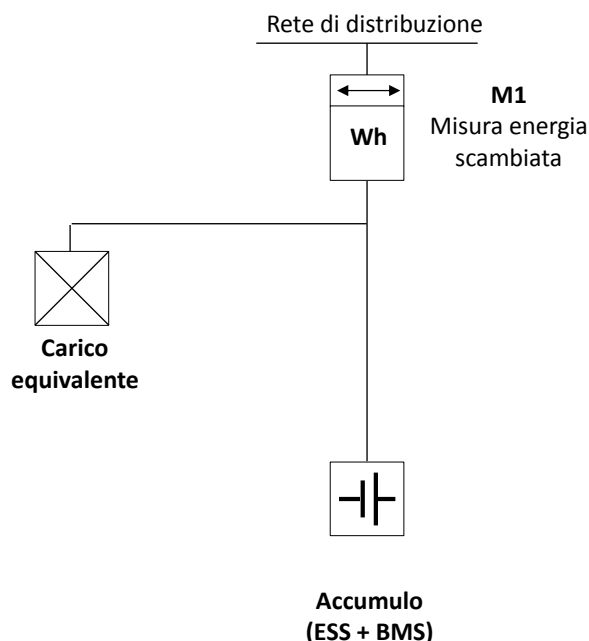 Rete di distribuzione
M1
Misura energia
scambiata
Wh
Carico
equivalente
Accumulo
(ESS + BMS)